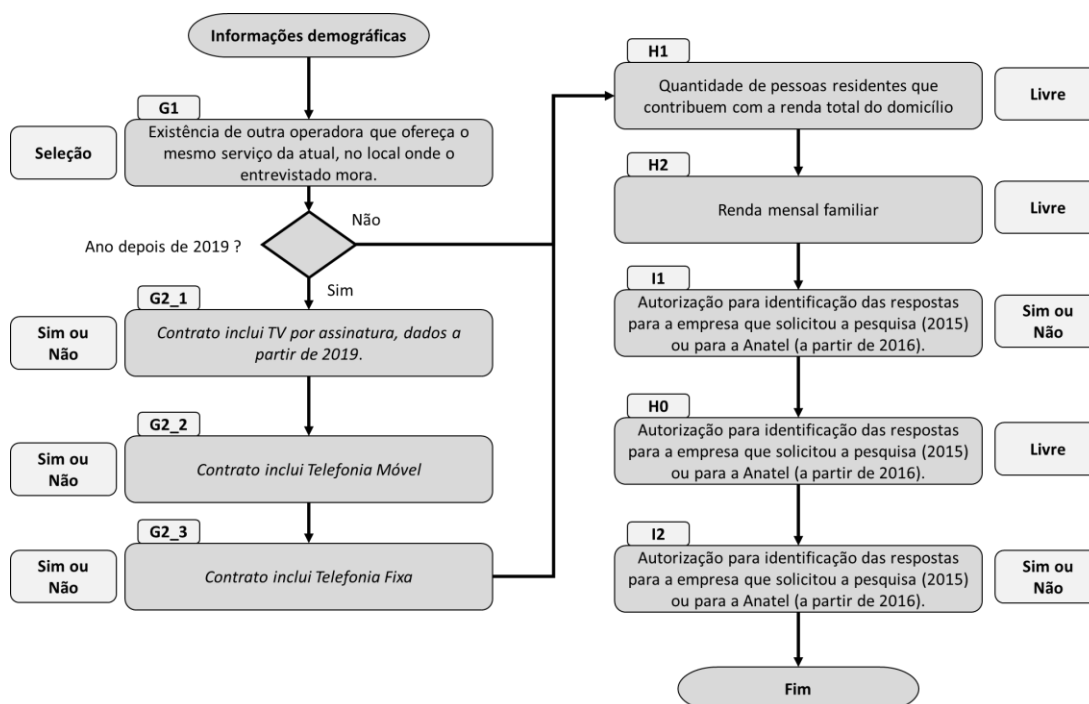 Informações demográficas
G1
Seleção
Existência de outra operadora que ofereça o
mesmo serviço da atual, no local onde o
entrevistado mora.
Não
Ano depois de 2019 ?
Sim
G2_1
Sim ou
Não
Contrato inclui TV por assinatura, dados a
partir de 2019.
G2_2
Sim ou
Não
Contrato inclui Telefonia Móvel
G2_3
Sim ou
Não
Contrato inclui Telefonia Fixa
H1
Quantidade de pessoas residentes que
contribuem com a renda total do domicílio
Livre
H2
Renda mensal familiar
Livre
I1
Autorização para identificação das respostas
para a empresa que solicitou a pesquisa (2015)
ou para a Anatel (a partir de 2016).
Sim ou
Não
H0
Autorização para identificação das respostas
para a empresa que solicitou a pesquisa (2015)
ou para a Anatel (a partir de 2016).
Livre
I2
Autorização para identificação das respostas
para a empresa que solicitou a pesquisa (2015)
ou para a Anatel (a partir de 2016).
Sim ou
Não
Fim